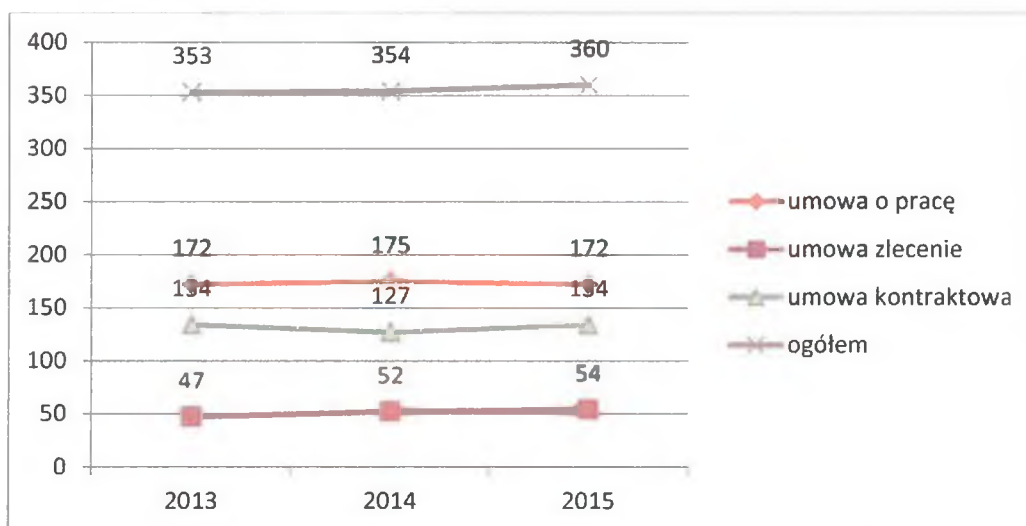 400
353 354 360
350
300
250
200
172 175 172
150
134 127 134
100
47 52 54
50
0
2013 2014 2015
umowa o pracę
umowa zlecenie
umowa kontraktowa
ogółem